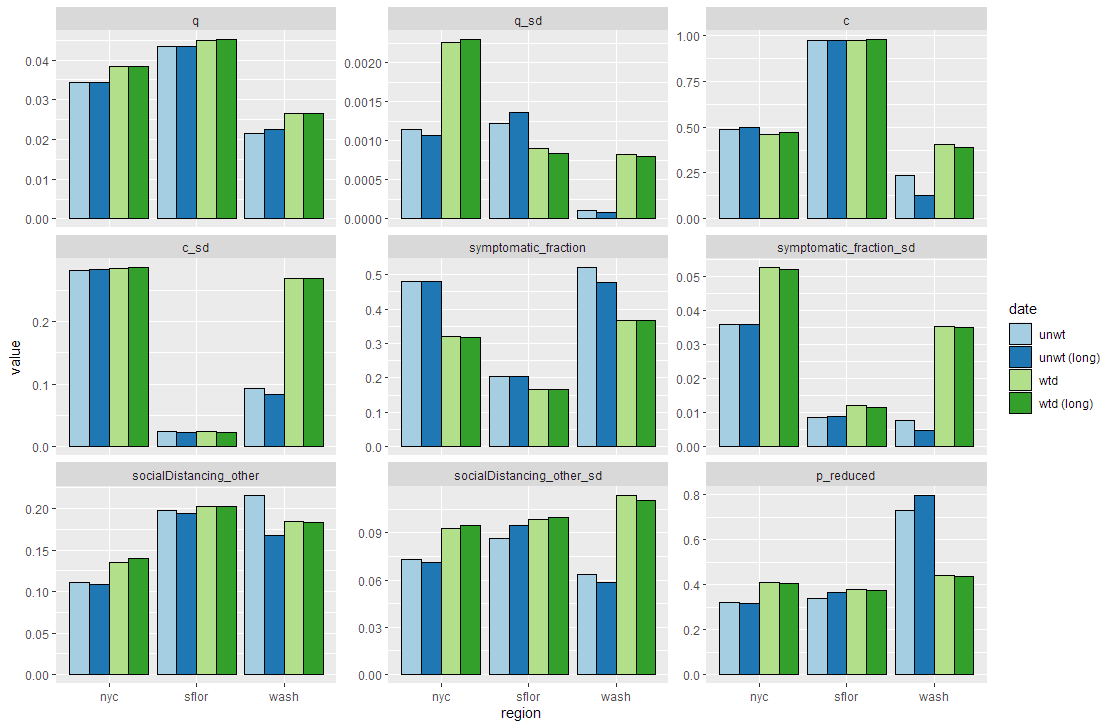 q
q_sd
c
0.04
0.03
0.02
0.01
0.00
0.0020
0.0015
0.0010
0.0005
0.0000
1.00
0.75
0.50
0.25
0.00
c_sd
symptomatic_fraction
symptomatic_fraction_sd
0.2
0.1
0.0
0.5
0.4
0.3
0.2
0.1
0.0
0.05
0.04
0.03
0.02
0.01
0.00
socialDistancing_other
socialDistancing_other_sd
p_reduced
0.20
0.15
0.10
0.05
0.00
0.09
0.06
0.03
0.00
0.8
0.6
0.4
0.2
0.0
nyc sflor wash
nyc sflor wash
nyc sflor wash
value
region
date
unwt
unwt (long)
wtd
wtd (long)